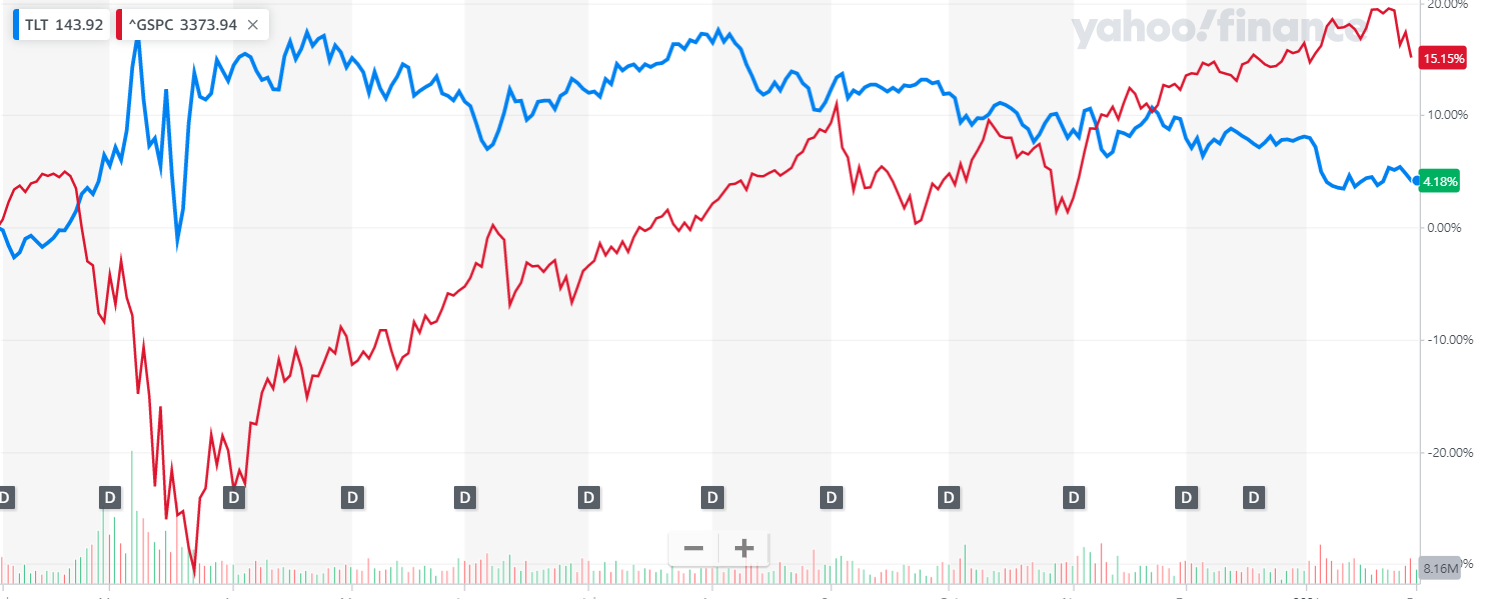 TLT 143.92 ^GSPC 3373.94 ×
yahoo!finance
20.00%
15.15%
10.00%
4.18%
0.00%
-10.00%
-20.00%
D D D D D D D D D D D D
8.16M